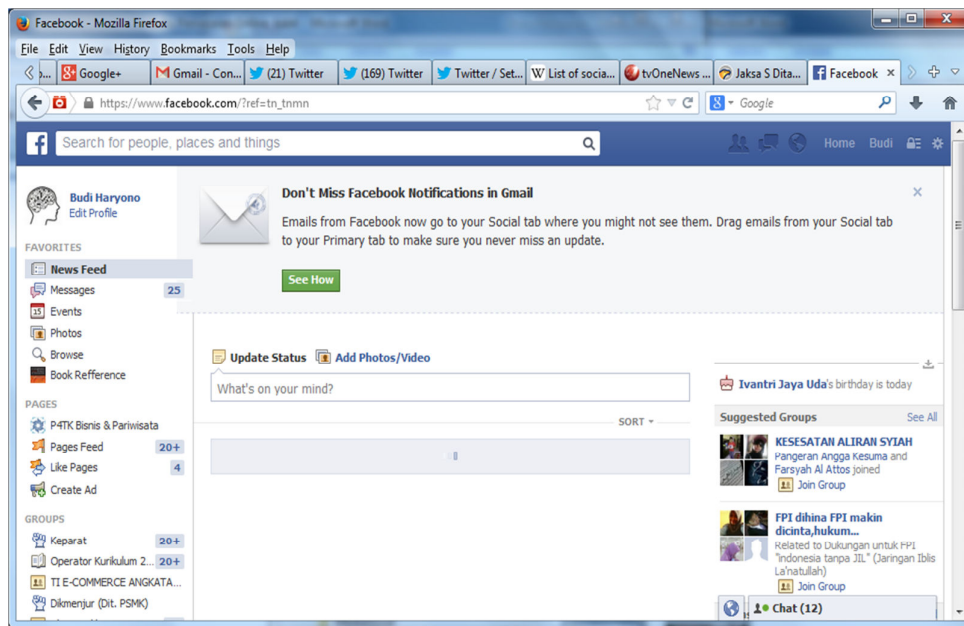 Facebook - Mozilla Firefox
File Edit View History Bookmarks Tools Help
Google+
Gmail - Con...
(21) Twitter
(169) Twitter
Twitter / Set...
W List of socia...
tvOneNews ...
Jaksa S Dita...
Facebook ×
https://www.facebook.com/?ref=tn_tnmn
Google
Search for people, places and things
Home Budi
Budi Haryono
Edit Profile
Don't Miss Facebook Notifications in Gmail
Emails from Facebook now go to your Social tab where you might not see them. Drag emails from your Social tab
to your Primary tab to make sure you never miss an update.
See How
FAVORITES
News Feed
Messages 25
Events
Photos
Browse
Book Refference
PAGES
P4TK Bisnis & Pariwisata
Pages Feed 20+
Like Pages 4
Create Ad
GROUPS
Keparat 20+
Operator Kurikulum 2... 20+
TI E-COMMERCE ANGKATA...
Dikmenjur (Dit. PSMK)
Update Status Add Photos/Video
What's on your mind?
SORT
Ivantri Jaya Uda's birthday is today
Suggested Groups See All
KESESATAN ALIRAN SYIAH
Pangeran Angga Kesuma and
Farsyah Al Attos joined
Join Group
FPI dihina FPI makin
dicinta,hukum...
Related to Dukungan untuk FPI
"indonesia tanpa JIL" (Jaringan Iblis
La'natullah)
Join Group
Chat (12)